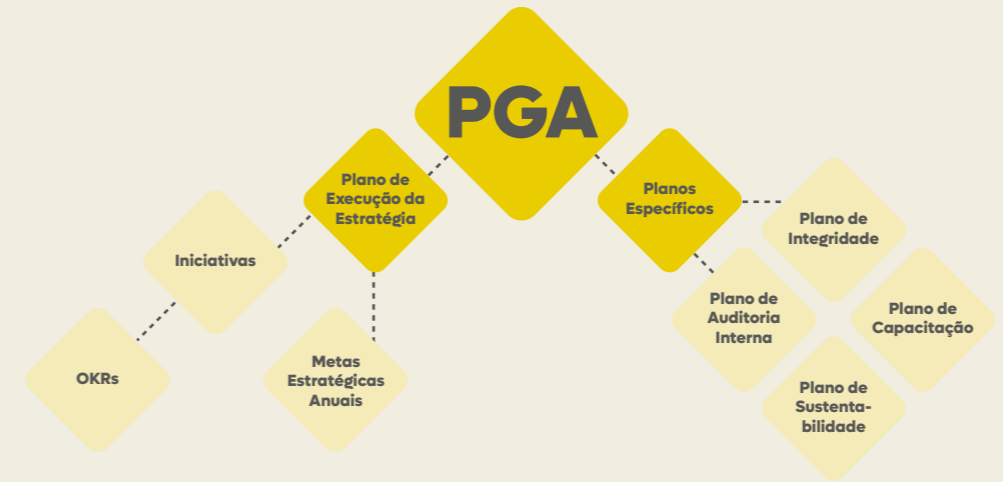 PGA
Plano de
Execução da
Estratégia
Planos
Específicos
Iniciativas
Plano de
Integridade
OKRs
Metas
Estratégicas
Anuais
Plano de
Auditoria
Interna
Plano de
Capacitação
Plano de
Sustenta-
bilidade